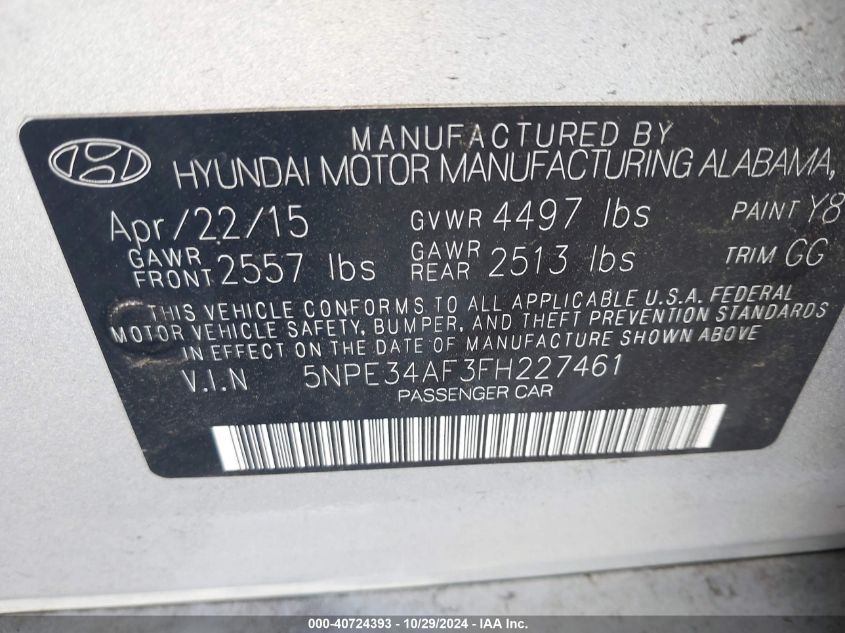 MANUFACTURED BY
HYUNDAI MOTOR MANUFACTURING ALABAMA,
Apr/22/15 GVWR 4497 lbs PAINT Y8
GAWR FRONT 2557 lbs GAWR REAR 2513 lbs TRIM GG
THIS VEHICLE CONFORMS TO ALL APPLICABLE U.S.A. FEDERAL
MOTOR VEHICLE SAFETY, BUMPER, AND THEFT PREVENTION STANDARDS
IN EFFECT ON THE DATE OF MANUFACTURE SHOWN ABOVE
V.I.N 5NPE34AF3FH227461
PASSENGER CAR
000-40724393 - 10/29/2024 - IAAI - Copart - IAA, Inc.